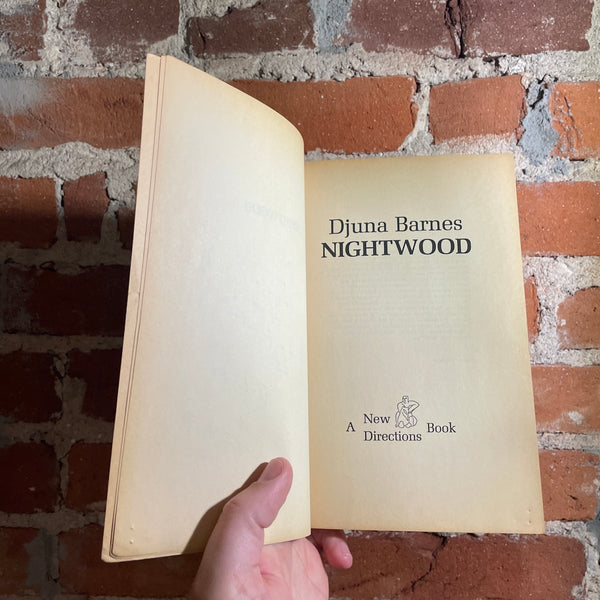 Djuna Barnes
NIGHTWOOD
A New Directions Book